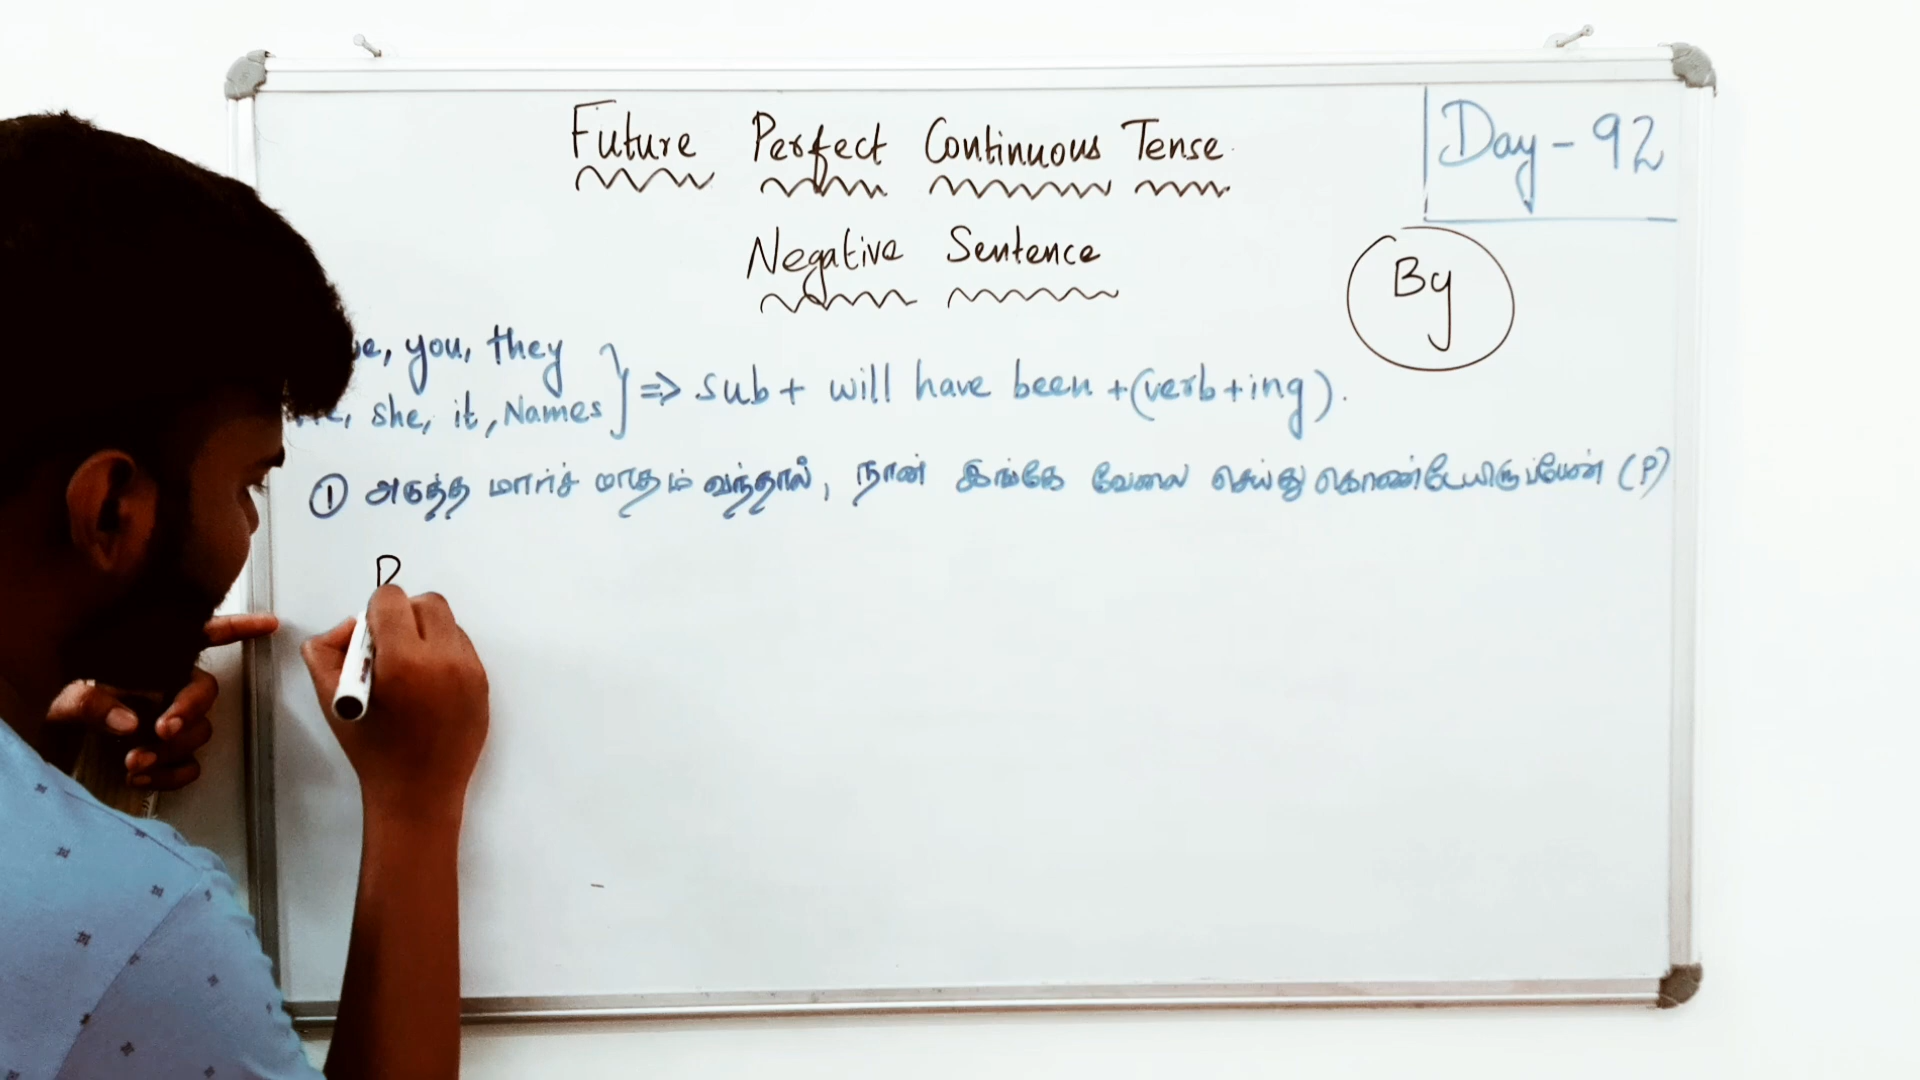 Future Perfect Continuous Tense.
Day - 92
Negative Sentence
By
you, they
she, it, Names } => sub + will have been + (verb+ing).
① அடுத்த மார்ச் மாதம் வந்தால், நான் இங்கே வேலை செய்து கொண்டேயிருப்பேன் (P)